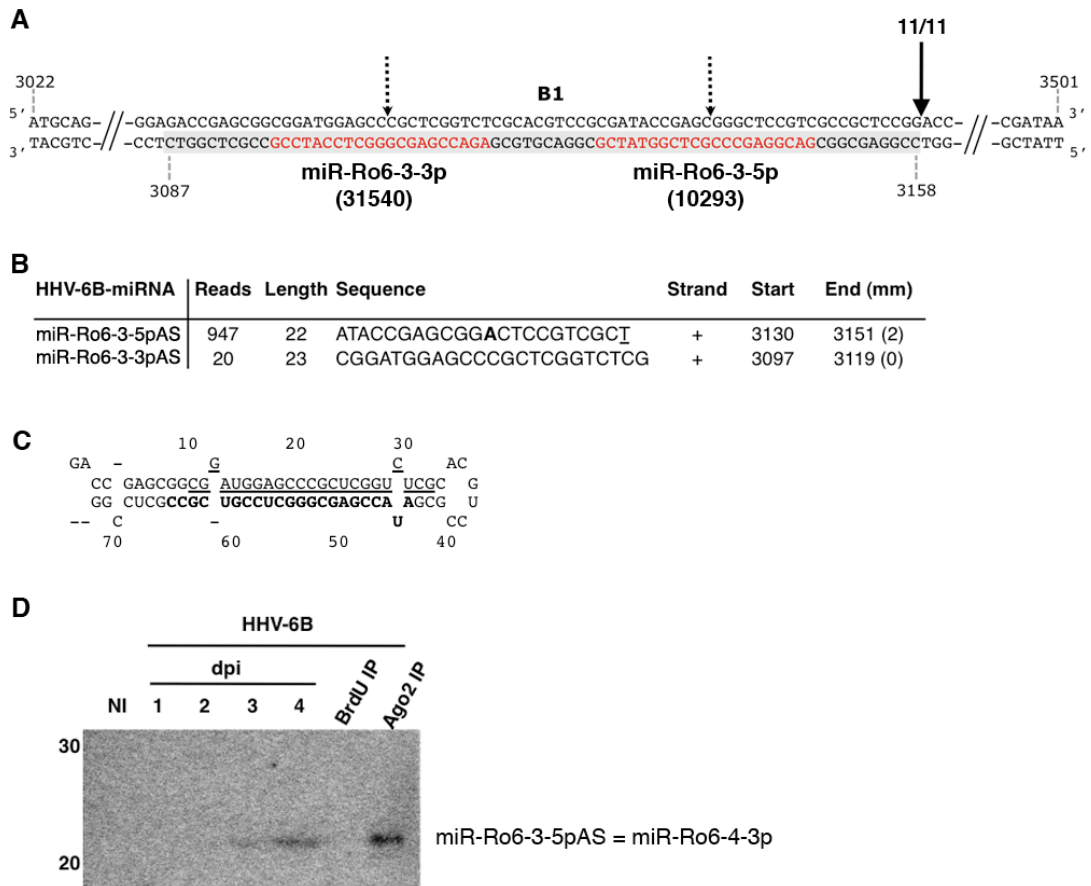 A
11/11
3022
B1
3501
5' ATGCAG-//-GGAGACCGAGCGGCGGATGGAGCCCGCTCGGTCTCGCACGTCCGCGATACCGAGCGGGCTCCGTCGCCGCTCCGGACC-//-CGATAA 3'
3' TACGTC-//-CCTCTGGCTCGCCGCCTACCTCGGGCGAGCCAGAGCGTGCAGGCGCTATGGCTCGCCCGAGGCAGCGGCGAGGCCTGG-//-GCTATT 5'
3087 miR-Ro6-3-3p miR-Ro6-3-5p 3158
(31540) (10293)
B
HHV-6B-miRNA Reads Length Sequence Strand Start End (mm)
miR-Ro6-3-5pAS 947 22 ATACCGAGCGGACTCCGTCGCT + 3130 3151 (2)
miR-Ro6-3-3pAS 20 23 CGGATGGAGCCCGCTCGGTCTCG + 3097 3119 (0)
C
10 20 30
GA - G C AC
CC GAGCGGCG AUGGAGCCCGCUCGGU UCGC G
GG CUCGCCGC UGCCUCGGGCGAGCCA AGCG U
-- C - U CC
70 60 50 40
D
HHV-6B
dpi
NI 1 2 3 4 BrdU IP Ago2 IP
30
miR-Ro6-3-5pAS = miR-Ro6-4-3p
20